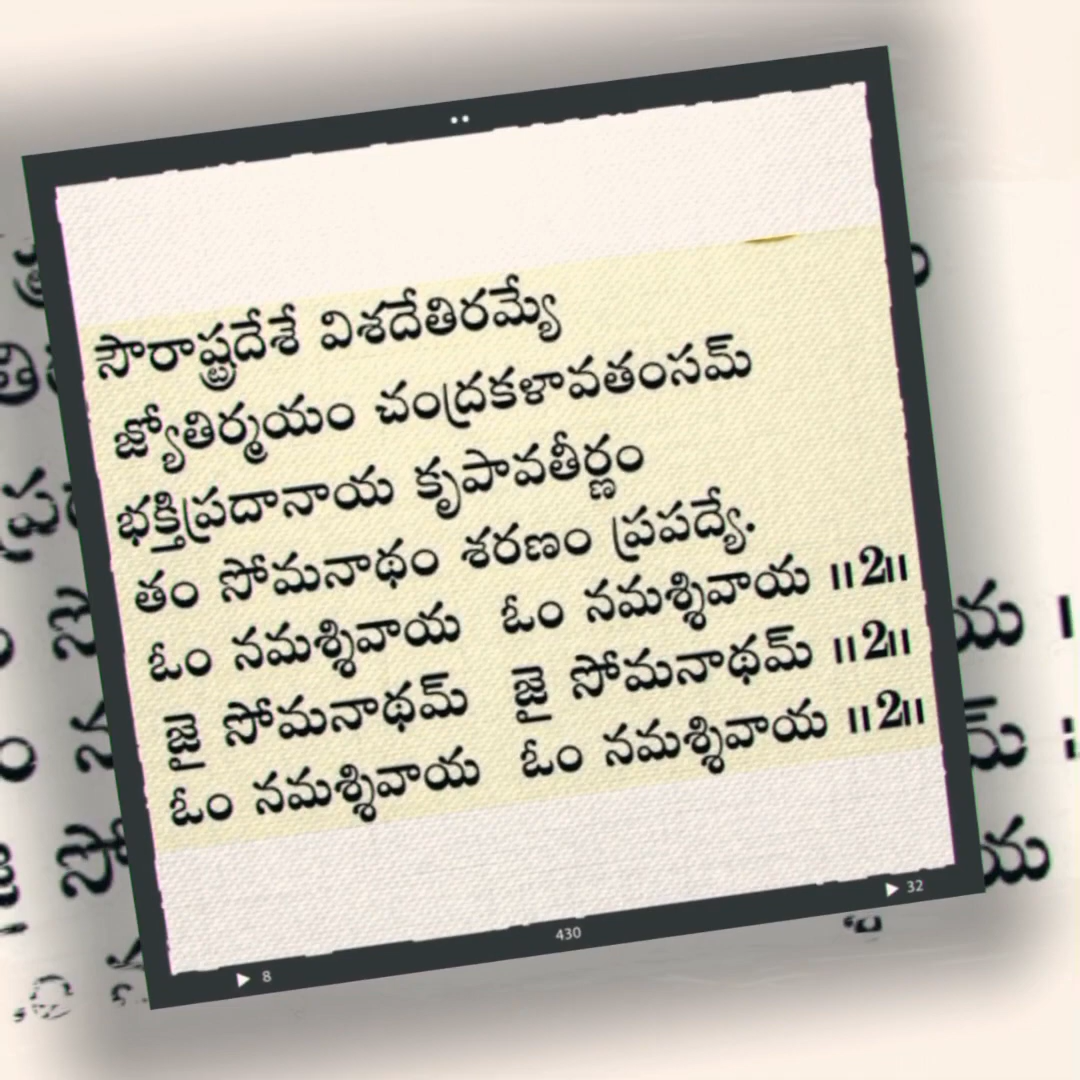 సౌరాష్ట్రదేశే విశదేతిరమ్యే
జ్యోతిర్మయం చంద్రకళావతంసమ్
భక్తిప్రదానాయ కృపావతీర్ణం
తం సోమనాథం శరణం ప్రపద్యే.
ఓం నమశ్శివాయ ఓం నమశ్శివాయ ॥2॥
జై సోమనాథమ్ జై సోమనాథమ్ ॥2॥
ఓం నమశ్శివాయ ఓం నమశ్శివాయ ॥2॥
▶ 8 430 ▶ 32